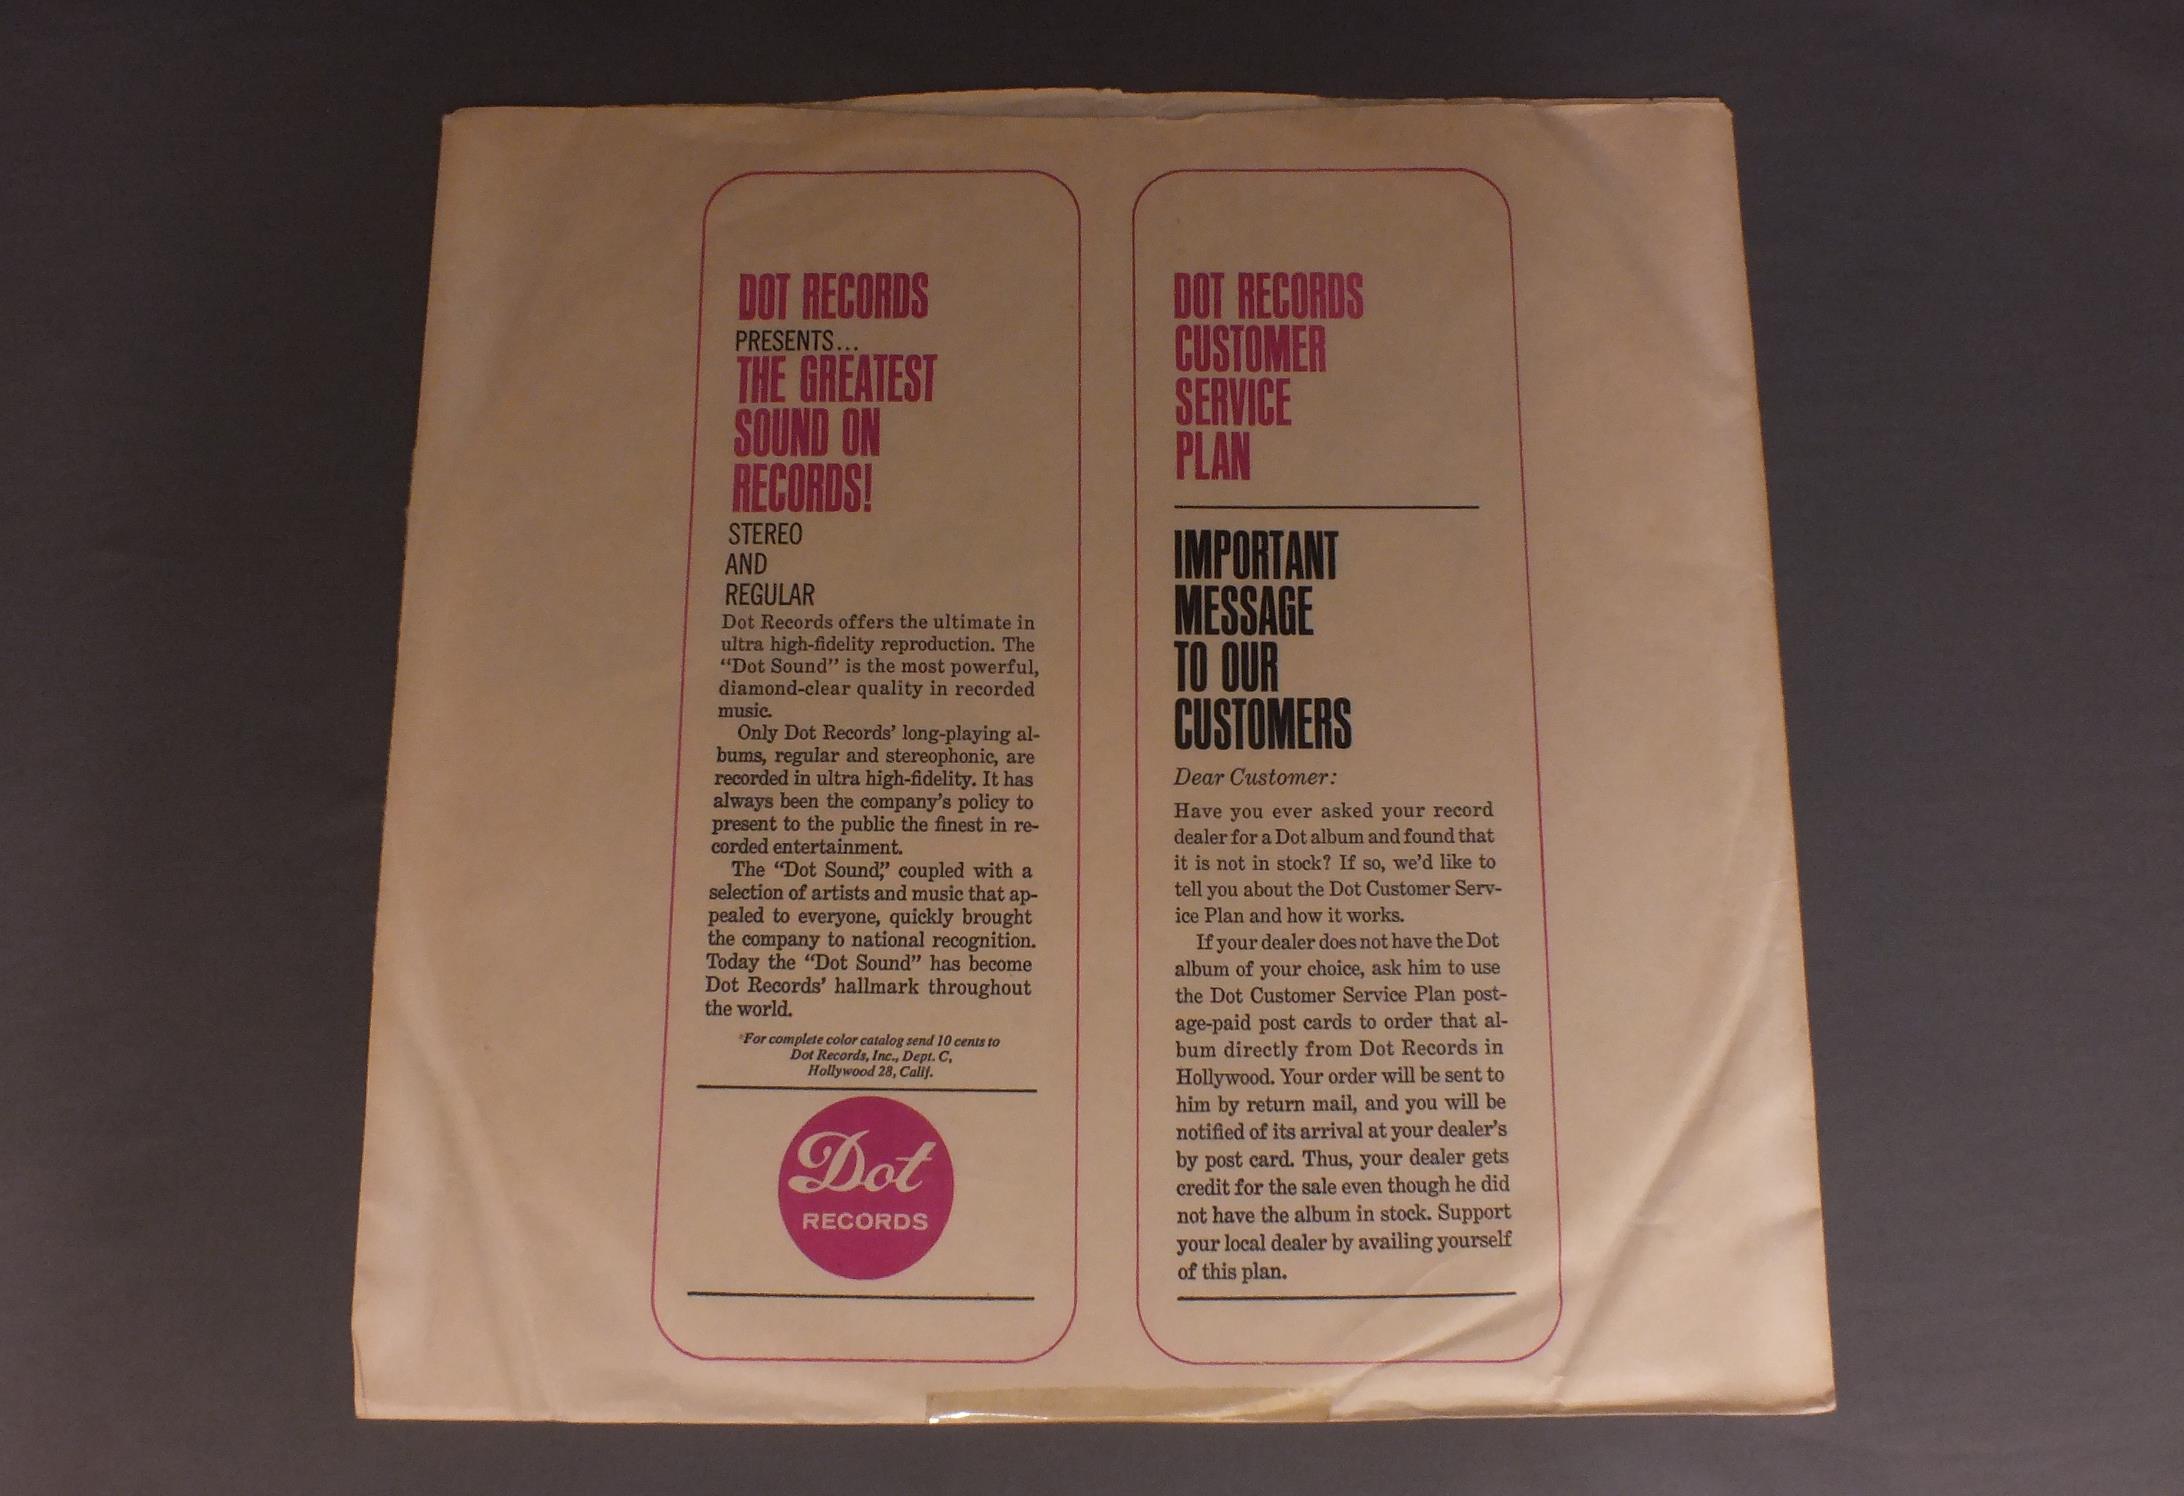 DOT RECORDS
PRESENTS...
THE GREATEST
SOUND ON
RECORDS!
STEREO
AND
REGULAR
Dot Records offers the ultimate in
ultra high-fidelity reproduction. The
“Dot Sound” is the most powerful,
diamond-clear quality in recorded
music.
Only Dot Records’ long-playing al-
bums, regular and stereophonic, are
recorded in ultra high-fidelity. It has
always been the company’s policy to
present to the public the finest in re-
corded entertainment.
The “Dot Sound,” coupled with a
selection of artists and music that ap-
pealed to everyone, quickly brought
the company to national recognition.
Today the “Dot Sound” has become
Dot Records’ hallmark throughout
the world.
*For complete color catalog send 10 cents to
Dot Records, Inc., Dept. C,
Hollywood 28, Calif.
Dot
RECORDS
DOT RECORDS
CUSTOMER
SERVICE
PLAN
IMPORTANT
MESSAGE
TO OUR
CUSTOMERS
Dear Customer:
Have you ever asked your record
dealer for a Dot album and found that
it is not in stock? If so, we’d like to
tell you about the Dot Customer Serv-
ice Plan and how it works.
If your dealer does not have the Dot
album of your choice, ask him to use
the Dot Customer Service Plan post-
age-paid post cards to order that al-
bum directly from Dot Records in
Hollywood. Your order will be sent to
him by return mail, and you will be
notified of its arrival at your dealer’s
by post card. Thus, your dealer gets
credit for the sale even though he did
not have the album in stock. Support
your local dealer by availing yourself
of this plan.